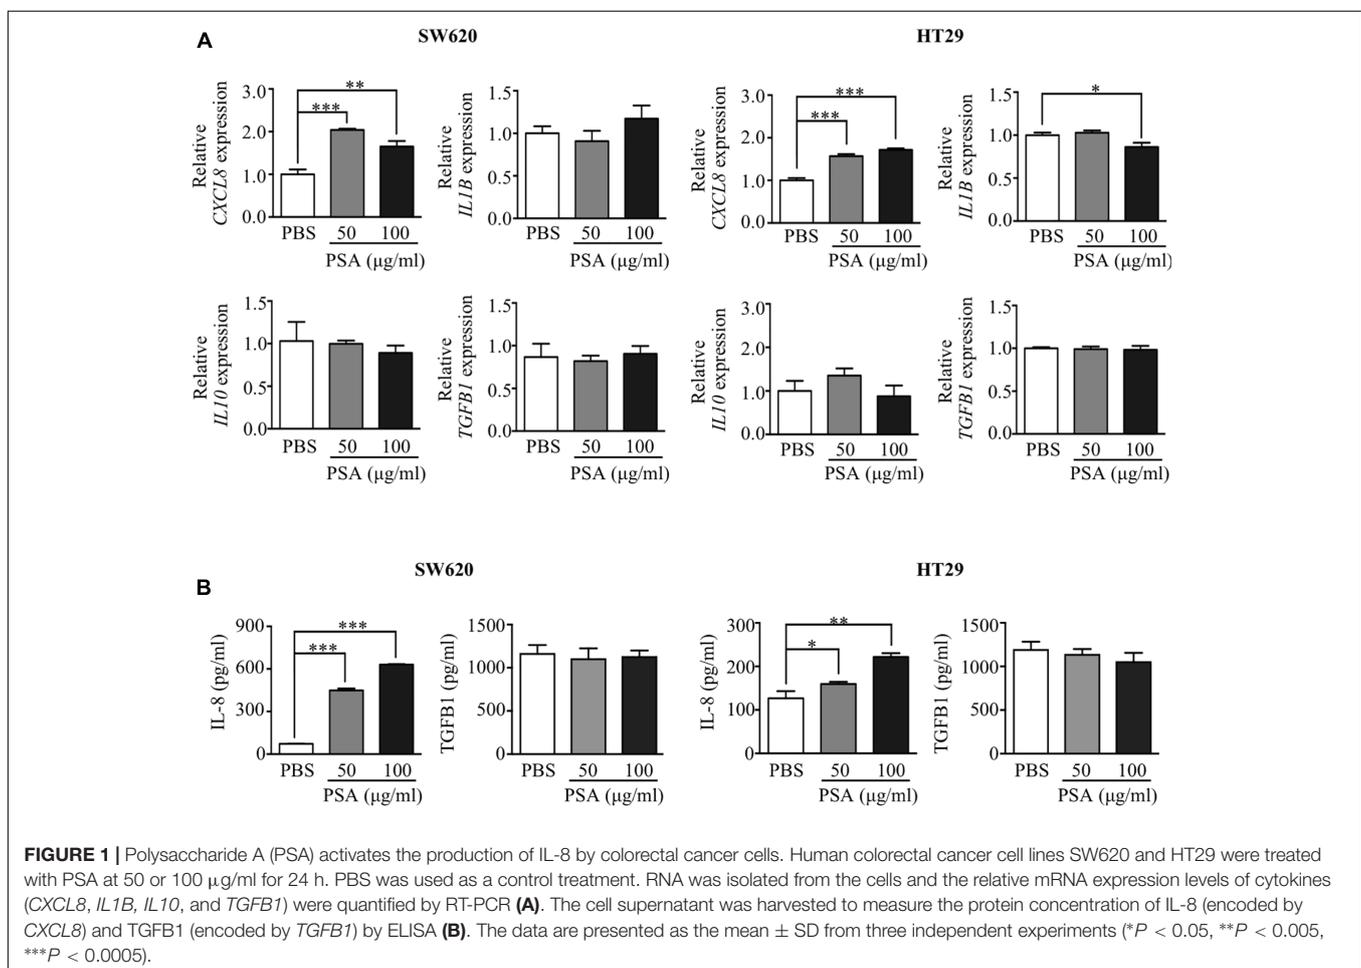 A
SW620
HT29
Relative
CXCL8 expression
3.0
2.0
1.0
0.0
**
***
PBS
50
100
PSA (μg/ml)
Relative
IL1B expression
1.5
1.0
0.5
0.0
PBS
50
100
PSA (μg/ml)
Relative
CXCL8 expression
3.0
2.0
1.0
0.0
***
***
PBS
50
100
PSA (μg/ml)
Relative
IL1B expression
1.5
1.0
0.5
0.0
*
PBS
50
100
PSA (μg/ml)
Relative
IL10 expression
1.5
1.0
0.5
0.0
PBS
50
100
PSA (μg/ml)
Relative
TGFB1 expression
1.5
1.0
0.5
0.0
PBS
50
100
PSA (μg/ml)
Relative
IL10 expression
3.0
2.0
1.0
0.0
PBS
50
100
PSA (μg/ml)
Relative
TGFB1 expression
1.5
1.0
0.5
0.0
PBS
50
100
PSA (μg/ml)
B
SW620
HT29
IL-8 (pg/ml)
900
600
300
0
***
***
PBS
50
100
PSA (μg/ml)
TGFB1 (pg/ml)
1500
1000
500
0
PBS
50
100
PSA (μg/ml)
IL-8 (pg/ml)
300
200
100
0
**
*
PBS
50
100
PSA (μg/ml)
TGFB1 (pg/ml)
1500
1000
500
0
PBS
50
100
PSA (μg/ml)
FIGURE 1 | Polysaccharide A (PSA) activates the production of IL-8 by colorectal cancer cells. Human colorectal cancer cell lines SW620 and HT29 were treated
with PSA at 50 or 100 μg/ml for 24 h. PBS was used as a control treatment. RNA was isolated from the cells and the relative mRNA expression levels of cytokines
(CXCL8, IL1B, IL10, and TGFB1) were quantified by RT-PCR (A). The cell supernatant was harvested to measure the protein concentration of IL-8 (encoded by
CXCL8) and TGFB1 (encoded by TGFB1) by ELISA (B). The data are presented as the mean ± SD from three independent experiments (*P < 0.05, **P < 0.005,
***P < 0.0005).